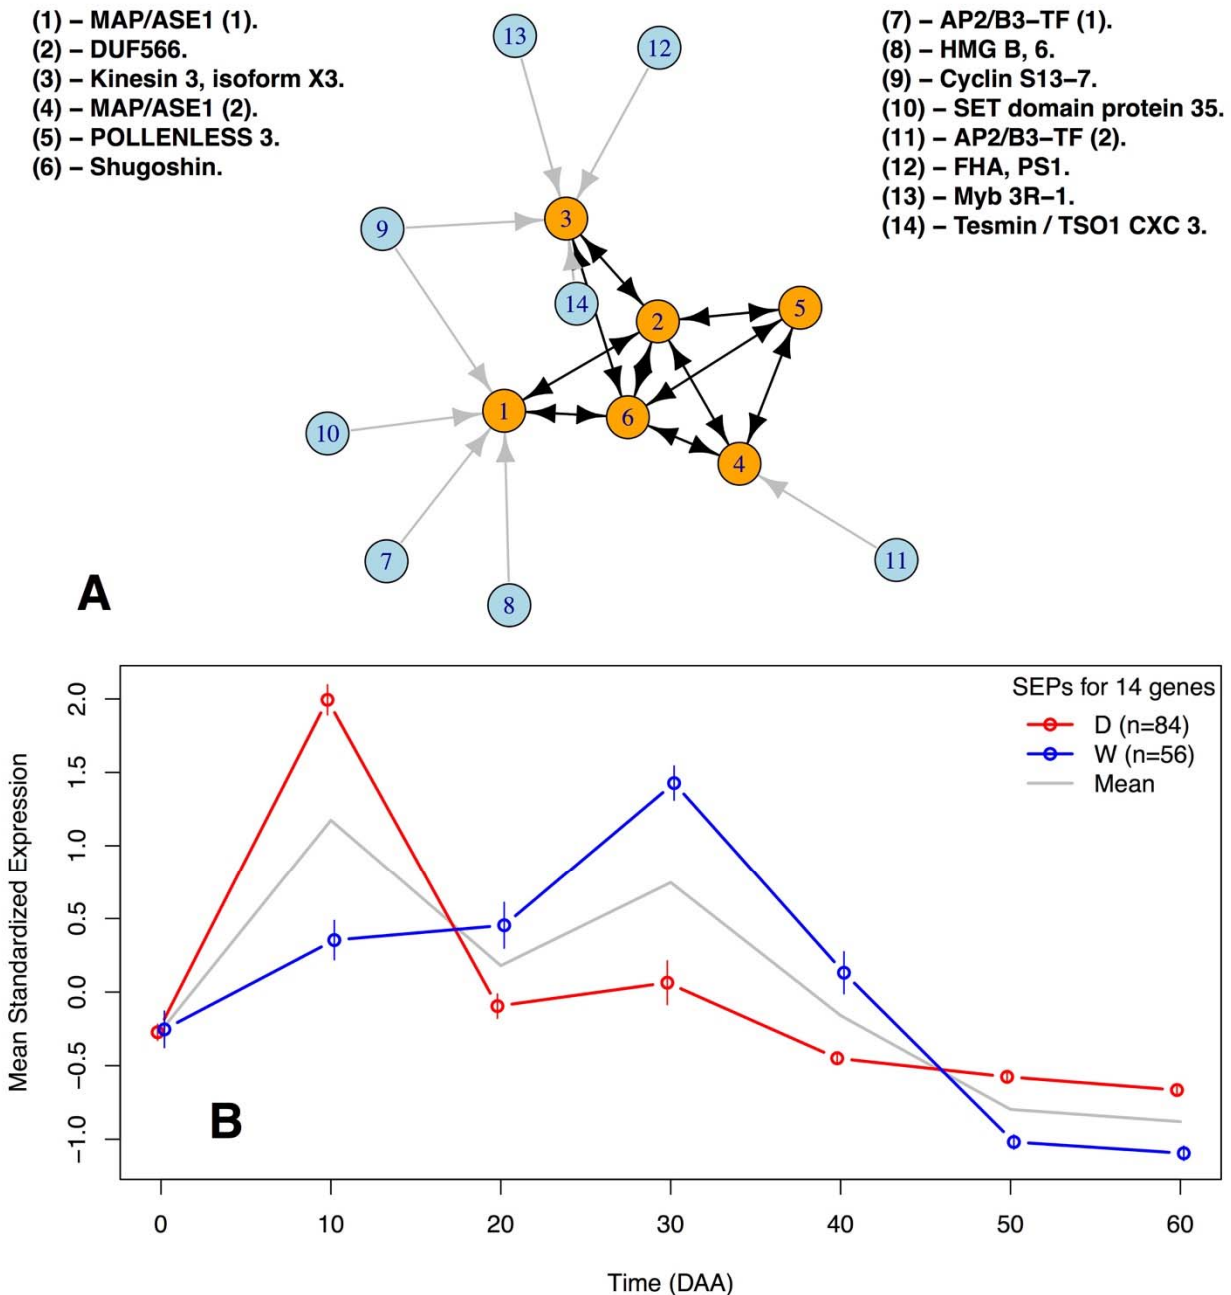 (1) – MAP/ASE1 (1).
(2) – DUF566.
(3) – Kinesin 3, isoform X3.
(4) – MAP/ASE1 (2).
(5) – POLLENLESS 3.
(6) – Shugoshin.
(7) – AP2/B3–TF (1).
(8) – HMG B, 6.
(9) – Cyclin S13–7.
(10) – SET domain protein 35.
(11) – AP2/B3–TF (2).
(12) – FHA, PS1.
(13) – Myb 3R–1.
(14) – Tesmin / TSO1 CXC 3.
13
12
3
9
14
2
5
1
6
10
4
7
11
8
A
SEPs for 14 genes
D (n=84)
W (n=56)
Mean
Mean Standardized Expression
2.0
1.5
1.0
0.5
0.0
−0.5
−1.0
B
0 10 20 30 40 50 60
Time (DAA)